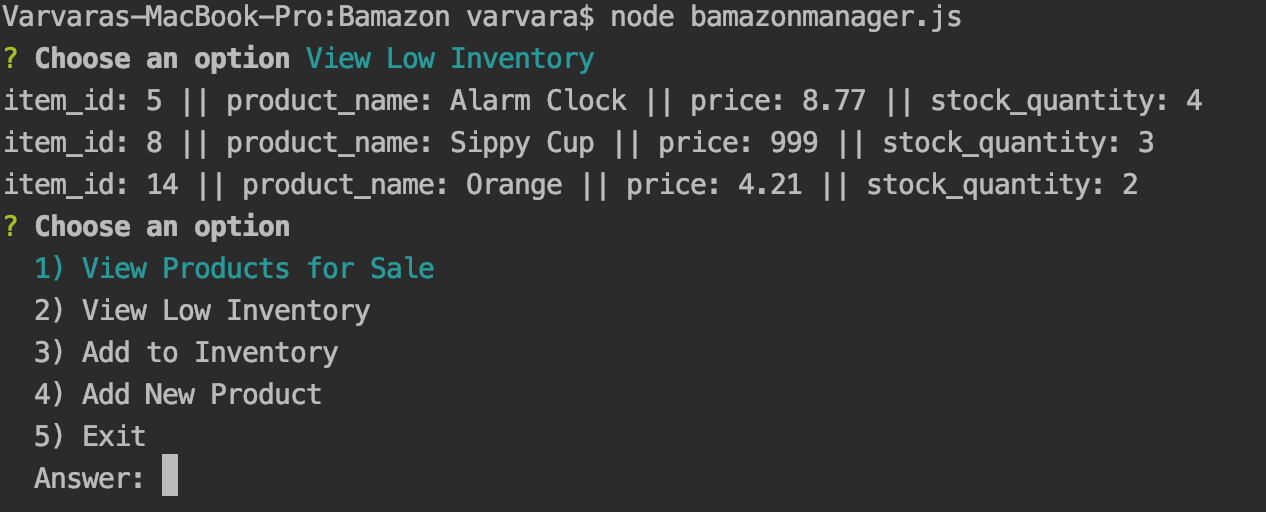 Varvaras-MacBook-Pro:Bamazon varvara$ node bamazonmanager.js
? Choose an option View Low Inventory
item_id: 5 || product_name: Alarm Clock || price: 8.77 || stock_quantity: 4
item_id: 8 || product_name: Sippy Cup || price: 999 || stock_quantity: 3
item_id: 14 || product_name: Orange || price: 4.21 || stock_quantity: 2
? Choose an option
1) View Products for Sale
2) View Low Inventory
3) Add to Inventory
4) Add New Product
5) Exit
Answer: